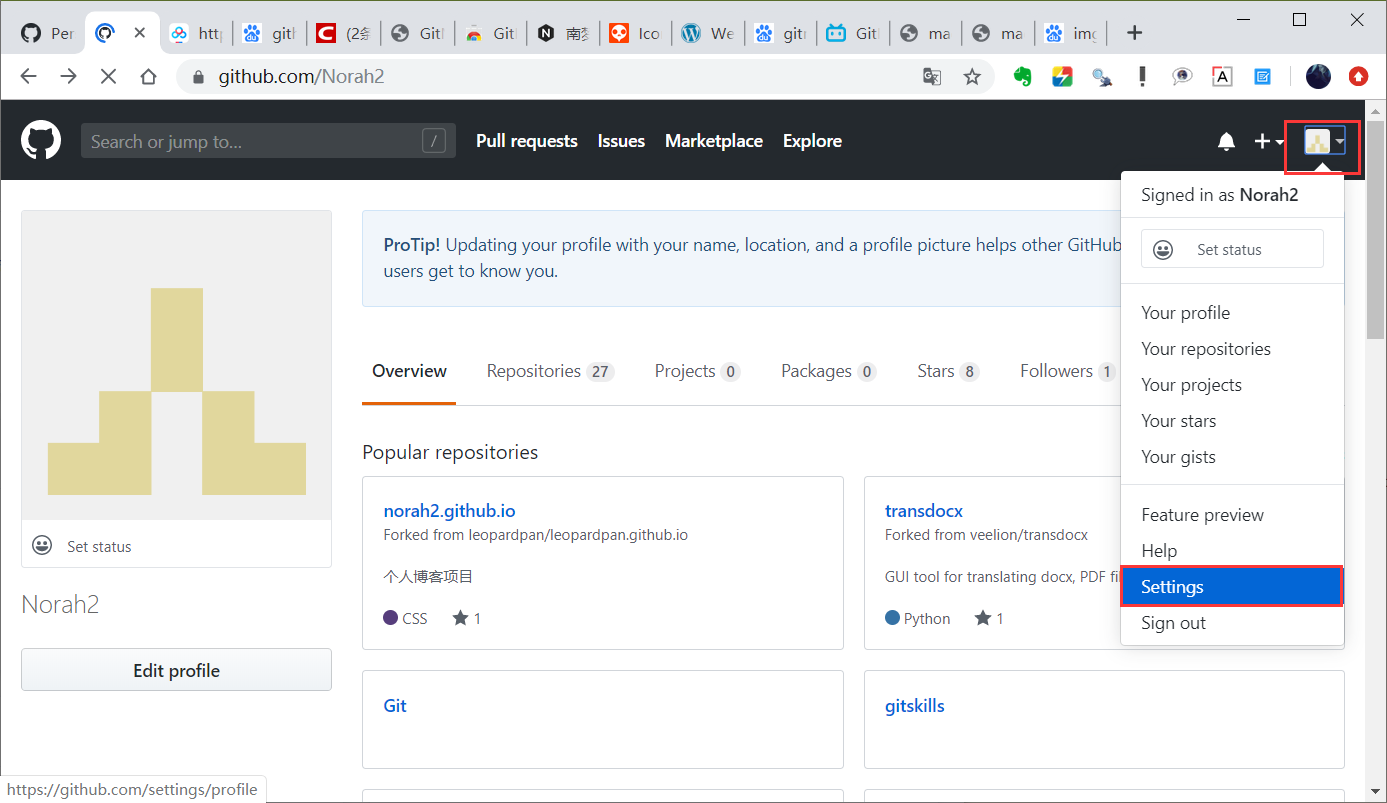 Per
http
gith
(2条
Git
Git
南梦
Ico
We
gitr
Git
ma
ma
img
github.com/Norah2
Search or jump to...
/
Pull requests
Issues
Marketplace
Explore
Signed in as Norah2
Set status
Your profile
Your repositories
Your projects
Your stars
Your gists
Feature preview
Help
Settings
Sign out
ProTip! Updating your profile with your name, location, and a profile picture helps other GitHub
users get to know you.
Overview
Repositories 27
Projects 0
Packages 0
Stars 8
Followers 1
Popular repositories
norah2.github.io
Forked from leopardpan/leopardpan.github.io
个人博客项目
CSS
1
transdocx
Forked from veelion/transdocx
GUI tool for translating docx, PDF fi
Python
1
Git
gitskills
Set status
Norah2
Edit profile
https://github.com/settings/profile